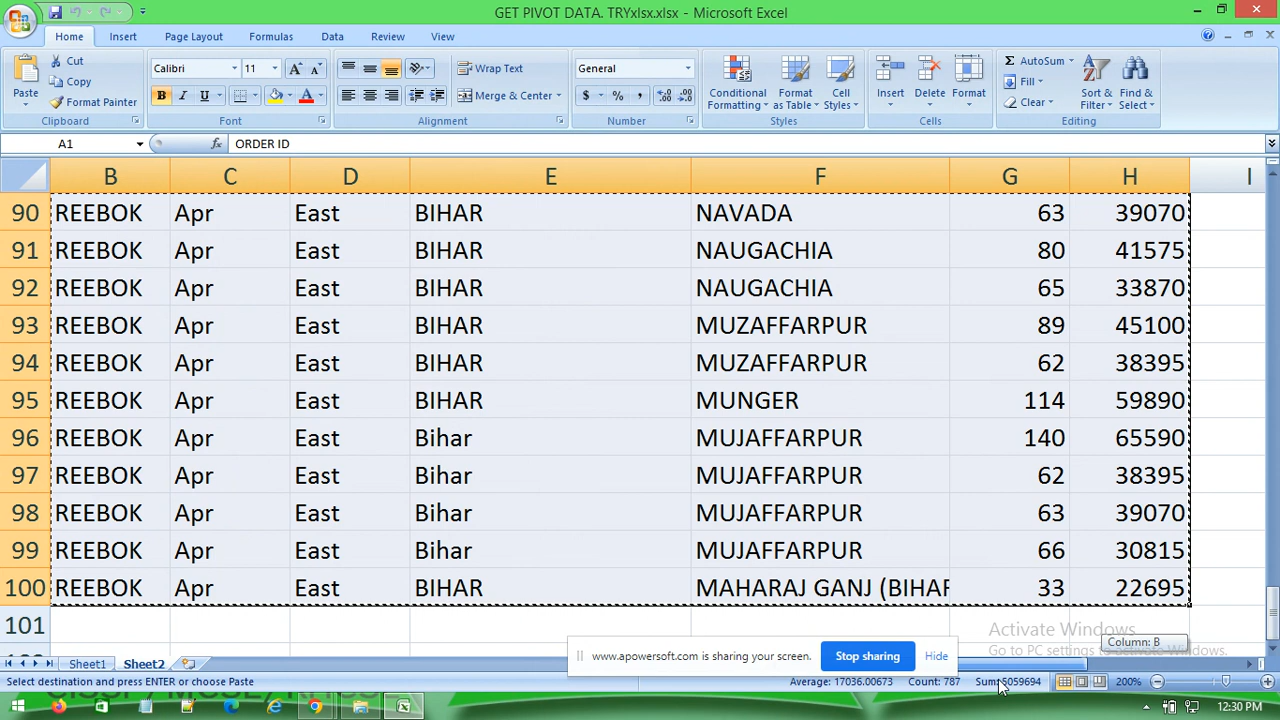 GET PIVOT DATA. TRYxlsx.xlsx - Microsoft Excel
Home Insert Page Layout Formulas Data Review View
Paste Cut Copy Format Painter Clipboard
Calibri 11 B I U A A A Font
Wrap Text Merge & Center Alignment
General $ % , Number
Conditional Formatting Format as Table Cell Styles Styles
Insert Delete Format Cells
Σ AutoSum Fill Clear Sort & Filter Find & Select Editing
A1 fx ORDER ID
B C D E F G H I
90 REEBOK Apr East BIHAR NAVADA 63 39070
91 REEBOK Apr East BIHAR NAUGACHIA 80 41575
92 REEBOK Apr East BIHAR NAUGACHIA 65 33870
93 REEBOK Apr East BIHAR MUZAFFARPUR 89 45100
94 REEBOK Apr East BIHAR MUZAFFARPUR 62 38395
95 REEBOK Apr East BIHAR MUNGER 114 59890
96 REEBOK Apr East Bihar MUJAFFARPUR 140 65590
97 REEBOK Apr East Bihar MUJAFFARPUR 62 38395
98 REEBOK Apr East Bihar MUJAFFARPUR 63 39070
99 REEBOK Apr East Bihar MUJAFFARPUR 66 30815
100 REEBOK Apr East BIHAR MAHARAJ GANJ (BIHAR 33 22695
101
Activate Windows
Go to PC settings to activate Windows.
Column: B
www.apowersoft.com is sharing your screen. Stop sharing Hide
Sheet1 Sheet2
Select destination and press ENTER or choose Paste Average: 17036.00673 Count: 787 Sum: 5059694 200%
12:30 PM